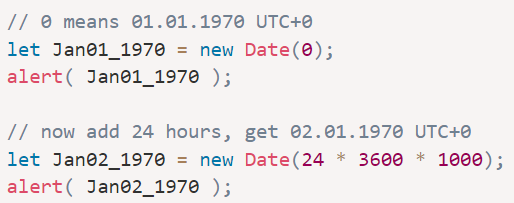 // 0 means 01.01.1970 UTC+0
let Jan01_1970 = new Date(0);
alert( Jan01_1970 );
// now add 24 hours, get 02.01.1970 UTC+0
let Jan02_1970 = new Date(24 * 3600 * 1000);
alert( Jan02_1970 );